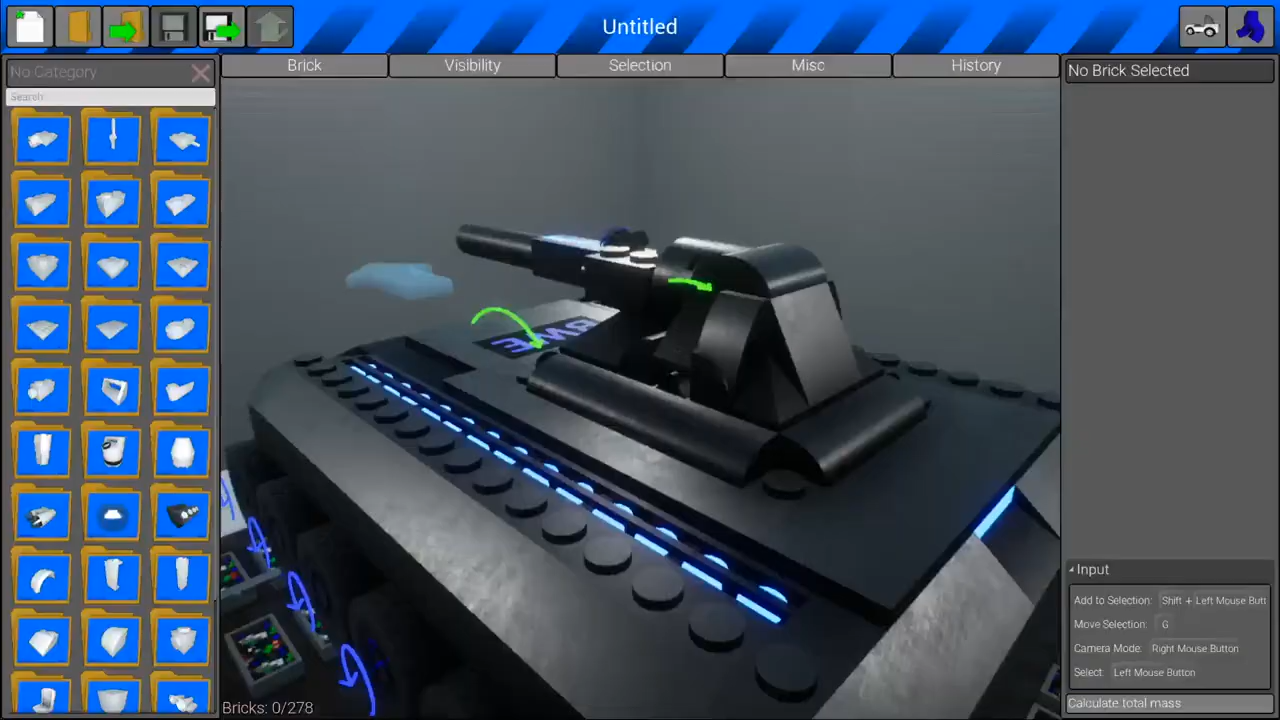 Untitled
No Category
Search
Brick
Visibility
Selection
Misc
History
No Brick Selected
BWE
Bricks: 0/278
Input
Add to Selection: Shift + Left Mouse Butt
Move Selection: G
Camera Mode: Right Mouse Button
Select: Left Mouse Button
Calculate total mass